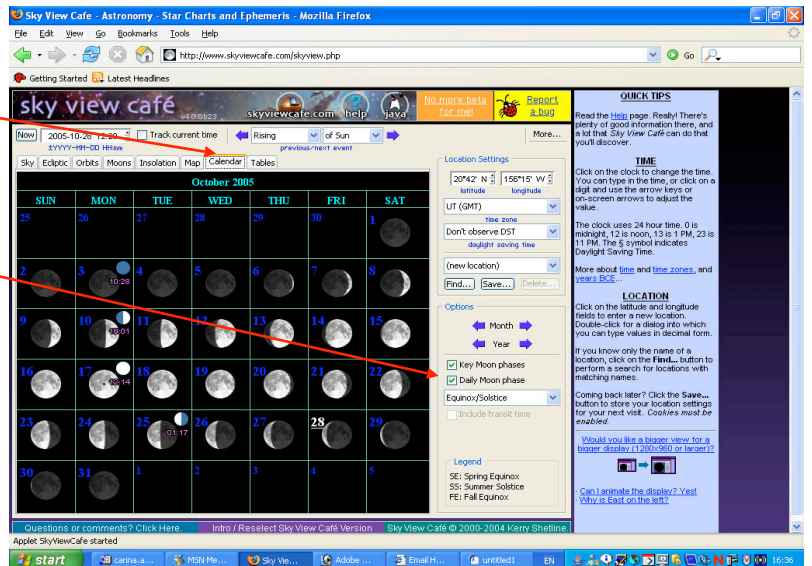 Sky View Cafe - Astronomy - Star Charts and Ephemeris - Mozilla Firefox
File Edit View Go Bookmarks Tools Help
http://www.skyviewcafe.com/skyview.php
Go
Getting Started Latest Headlines
sky view café
v4.0.0b23
skyviewcafe.com
help
java
No more beta for me!
Report a bug
Now 2005-10-28 12:00 Track current time Rising of Sun More...
±YYYY-MM-DD HH:mm previous/next event
Sky Ecliptic Orbits Moons Insolation Map Calendar Tables
October 2005
SUN MON TUE WED THU FRI SAT
25 26 27 28 29 30 1
2 3 10:28 4 5 6 7 8
9 10 19:01 11 12 13 14 15
16 17 12:14 18 19 20 21 22
23 24 25 01:17 26 27 28 29
30 31 1 2 3 4 5
Location Settings
20°42' N 156°15' W
latitude longitude
UT (GMT)
time zone
Don't observe DST
daylight saving time
(new location)
Find... Save... Delete...
Options
Month
Year
Key Moon phases
Daily Moon phase
Equinox/Solstice
Include transit time
Legend
SE: Spring Equinox
SS: Summer Solstice
FE: Fall Equinox
QUICK TIPS
Read the Help page. Really! There's
plenty of good information there, and
a lot that Sky View Café can do that
you'll discover.
TIME
Click on the clock to change the time.
You can type in the time, or click on a
digit and use the arrow keys or
on-screen arrows to adjust the
value.
The clock uses 24 hour time. 0 is
midnight, 12 is noon, 13 is 1 PM, 23 is
11 PM. The § symbol indicates
Daylight Saving Time.
More about time and time zones, and
years BCE...
LOCATION
Click on the latitude and longitude
fields to enter a new location.
Double-click for a dialog into which
you can type values in decimal form.
If you know only the name of a
location, click on the Find... button to
perform a search for locations with
matching names.
Coming back later? Click the Save...
button to store your location settings
for your next visit. Cookies must be
enabled.
Would you like a bigger view for a
bigger display (1280x960 or larger)?
· Can I animate the display? Yes!
· Why is East on the left?
Questions or comments? Click Here. Intro / Reselect Sky View Café Version Sky View Café © 2000-2004 Kerry Shetline
Applet SkyViewCafe started
start carina.a... MSN Me... Sky Vie... Adobe ... Email H... untitled1 EN 16:36